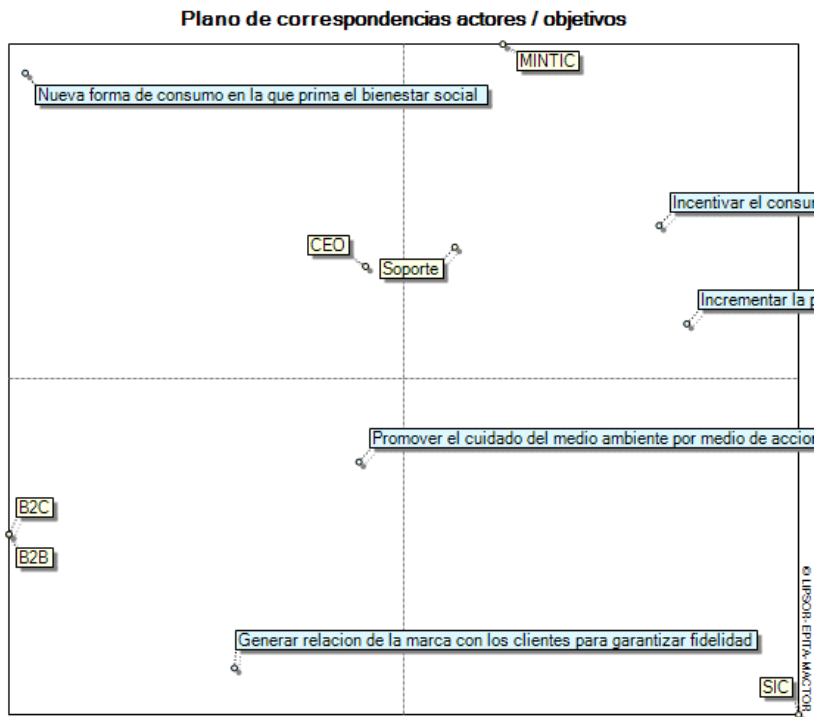 Plano de correspondencias actores / objetivos
MINTIC
Nueva forma de consumo en la que prima el bienestar social
Incentivar el consu
CEO
Soporte
Incrementar la p
Promover el cuidado del medio ambiente por medio de accion
B2C
B2B
Generar relacion de la marca con los clientes para garantizar fidelidad
SIC
© LIPSOR-EPITA-MACTOR